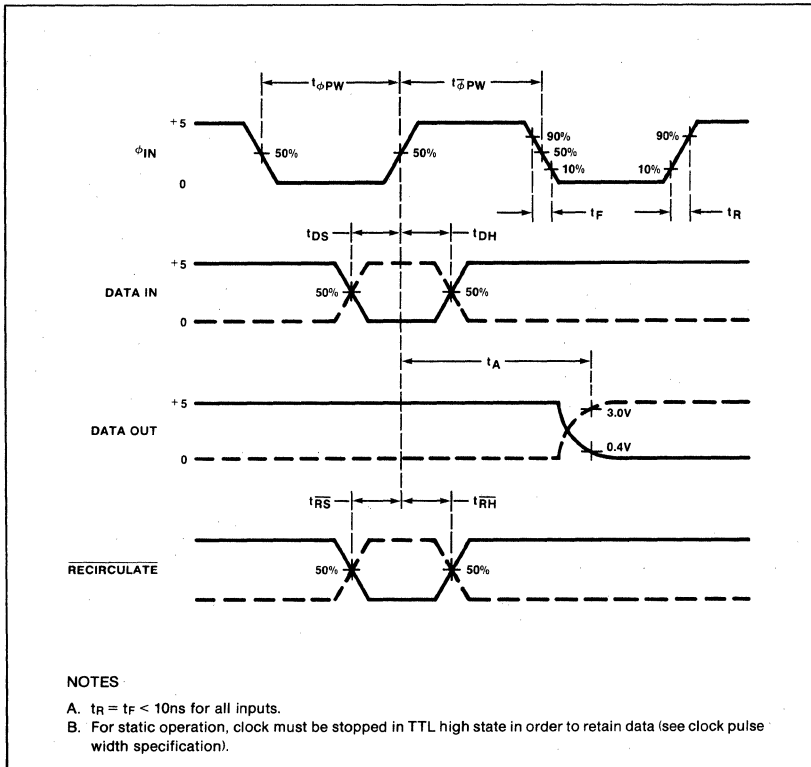 tφPW tφ̅PW
+5
90% 90%
φIN 50% 50% 50%
10% 10%
0
tF tR
tDS tDH
+5
DATA IN 50% 50%
0
tA
+5
3.0V
DATA OUT
0.4V
0
tR̅S̅ tR̅H̅
R̅E̅C̅I̅R̅C̅U̅L̅A̅T̅E̅ 50% 50%
NOTES
A. tR = tF < 10ns for all inputs.
B. For static operation, clock must be stopped in TTL high state in order to retain data (see clock pulse
width specification).